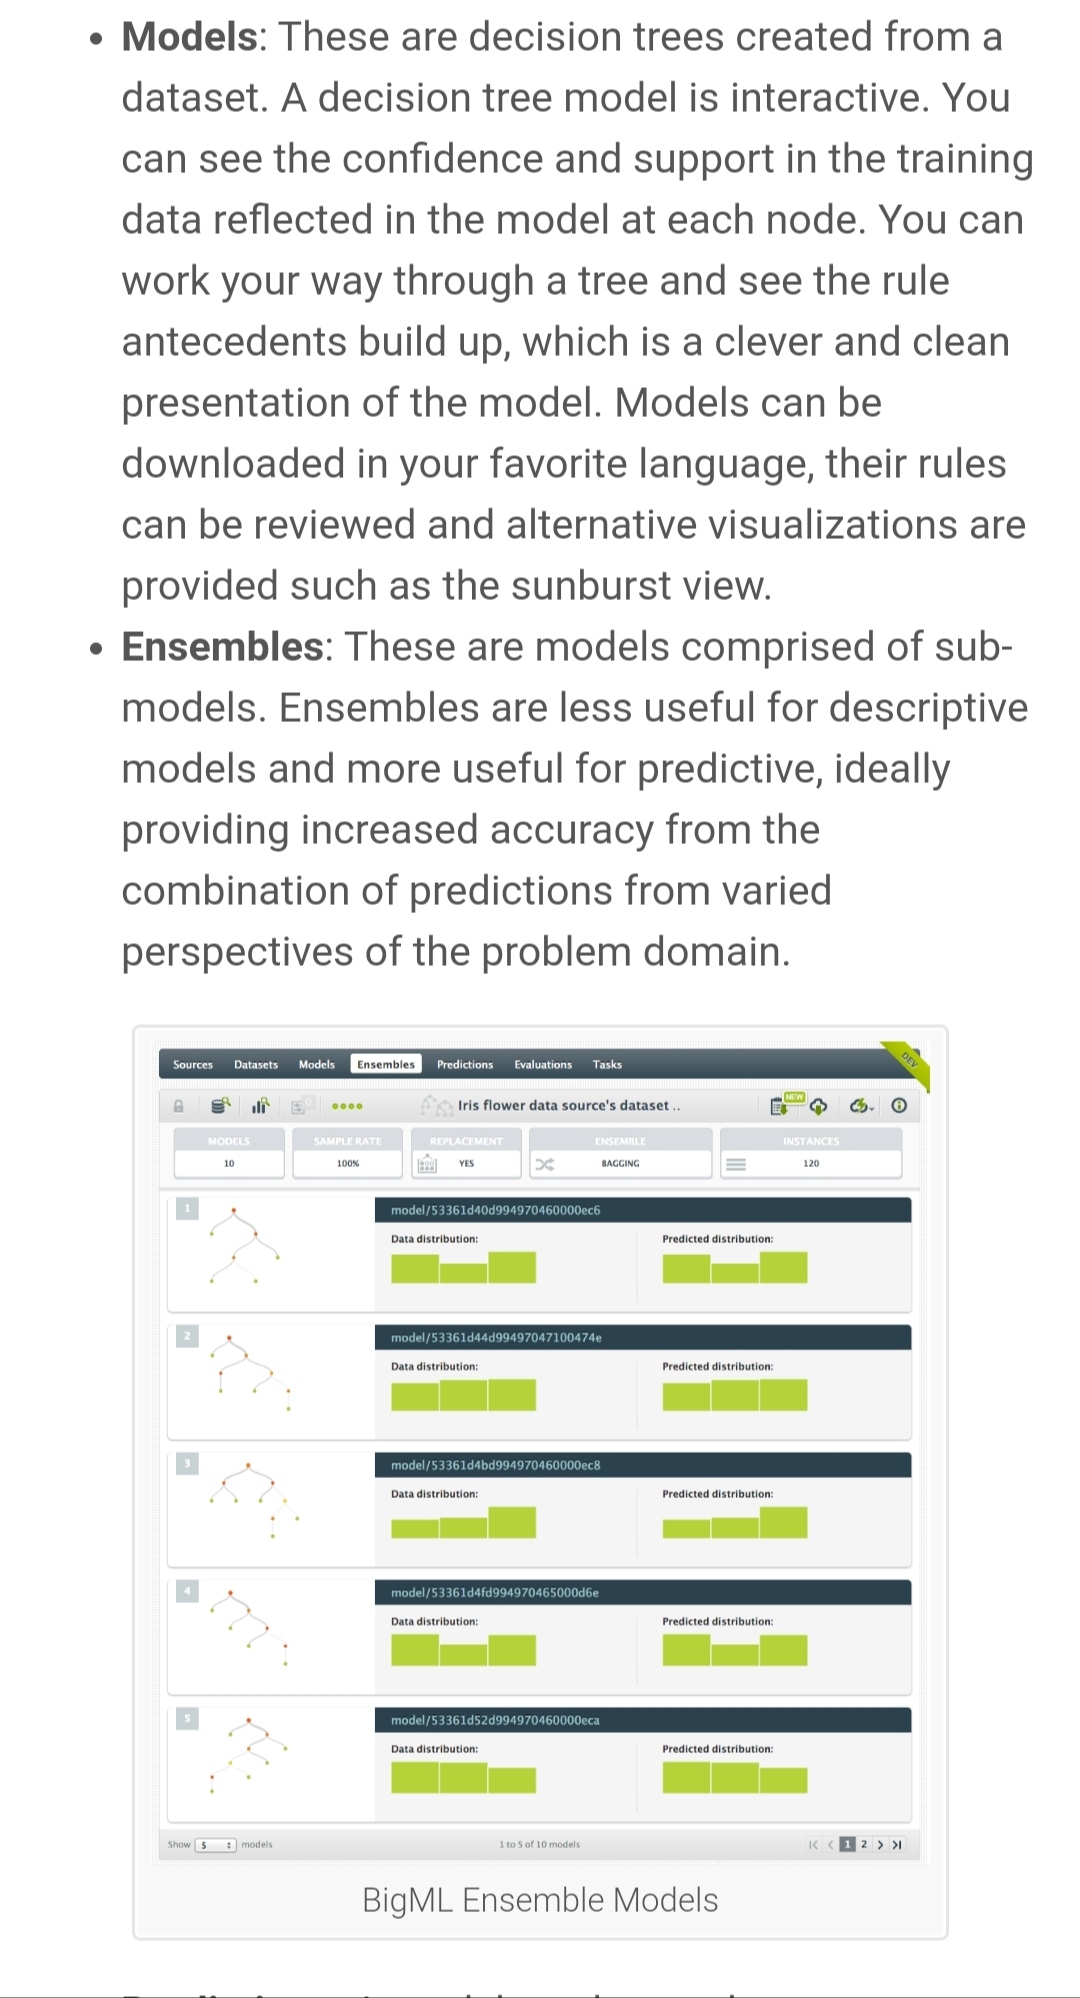 • Models: These are decision trees created from a
dataset. A decision tree model is interactive. You
can see the confidence and support in the training
data reflected in the model at each node. You can
work your way through a tree and see the rule
antecedents build up, which is a clever and clean
presentation of the model. Models can be
downloaded in your favorite language, their rules
can be reviewed and alternative visualizations are
provided such as the sunburst view.
• Ensembles: These are models comprised of sub-
models. Ensembles are less useful for descriptive
models and more useful for predictive, ideally
providing increased accuracy from the
combination of predictions from varied
perspectives of the problem domain.
Sources Datasets Models Ensembles Predictions Evaluations Tasks
DEV
Iris flower data source's dataset ..
NEW
MODELS SAMPLE RATE REPLACEMENT ENSEMBLE INSTANCES
10 100% YES BAGGING 120
1 model/53361d40d994970460000ec6
Data distribution: Predicted distribution:
2 model/53361d44d99497047100474e
Data distribution: Predicted distribution:
3 model/53361d4bd994970460000ec8
Data distribution: Predicted distribution:
4 model/53361d4fd994970465000d6e
Data distribution: Predicted distribution:
5 model/53361d52d994970460000eca
Data distribution: Predicted distribution:
Show 5 models 1 to 5 of 10 models 1 2
BigML Ensemble Models